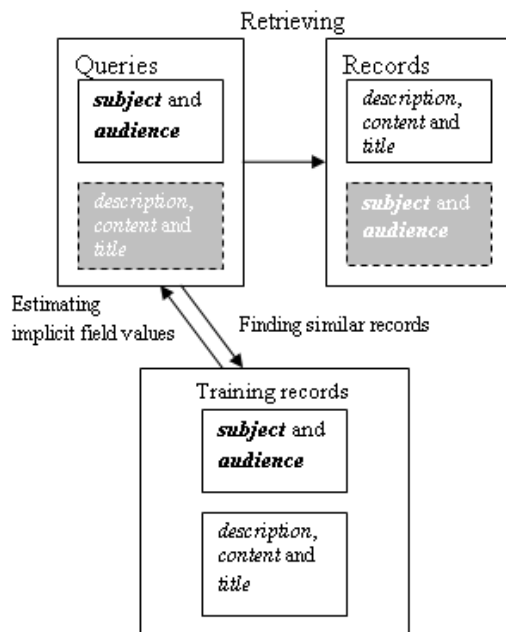 Retrieving
Queries
subject and
audience
description,
content and
title
Records
description,
content and
title
subject and
audience
Estimating
implicit field values
Finding similar records
Training records
subject and
audience
description,
content and
title